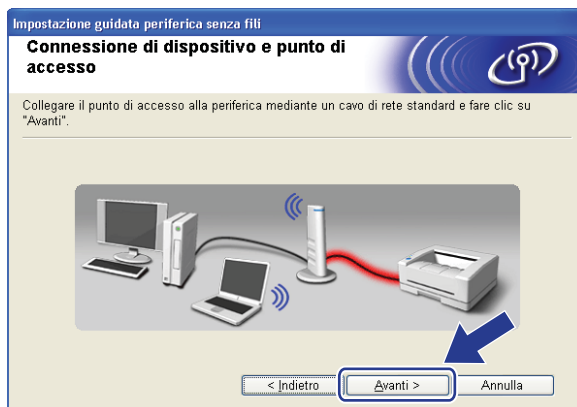 Impostazione guidata periferica senza fili
Connessione di dispositivo e punto di
accesso
Collegare il punto di accesso alla periferica mediante un cavo di rete standard e fare clic su
"Avanti".
< Indietro
Avanti >
Annulla